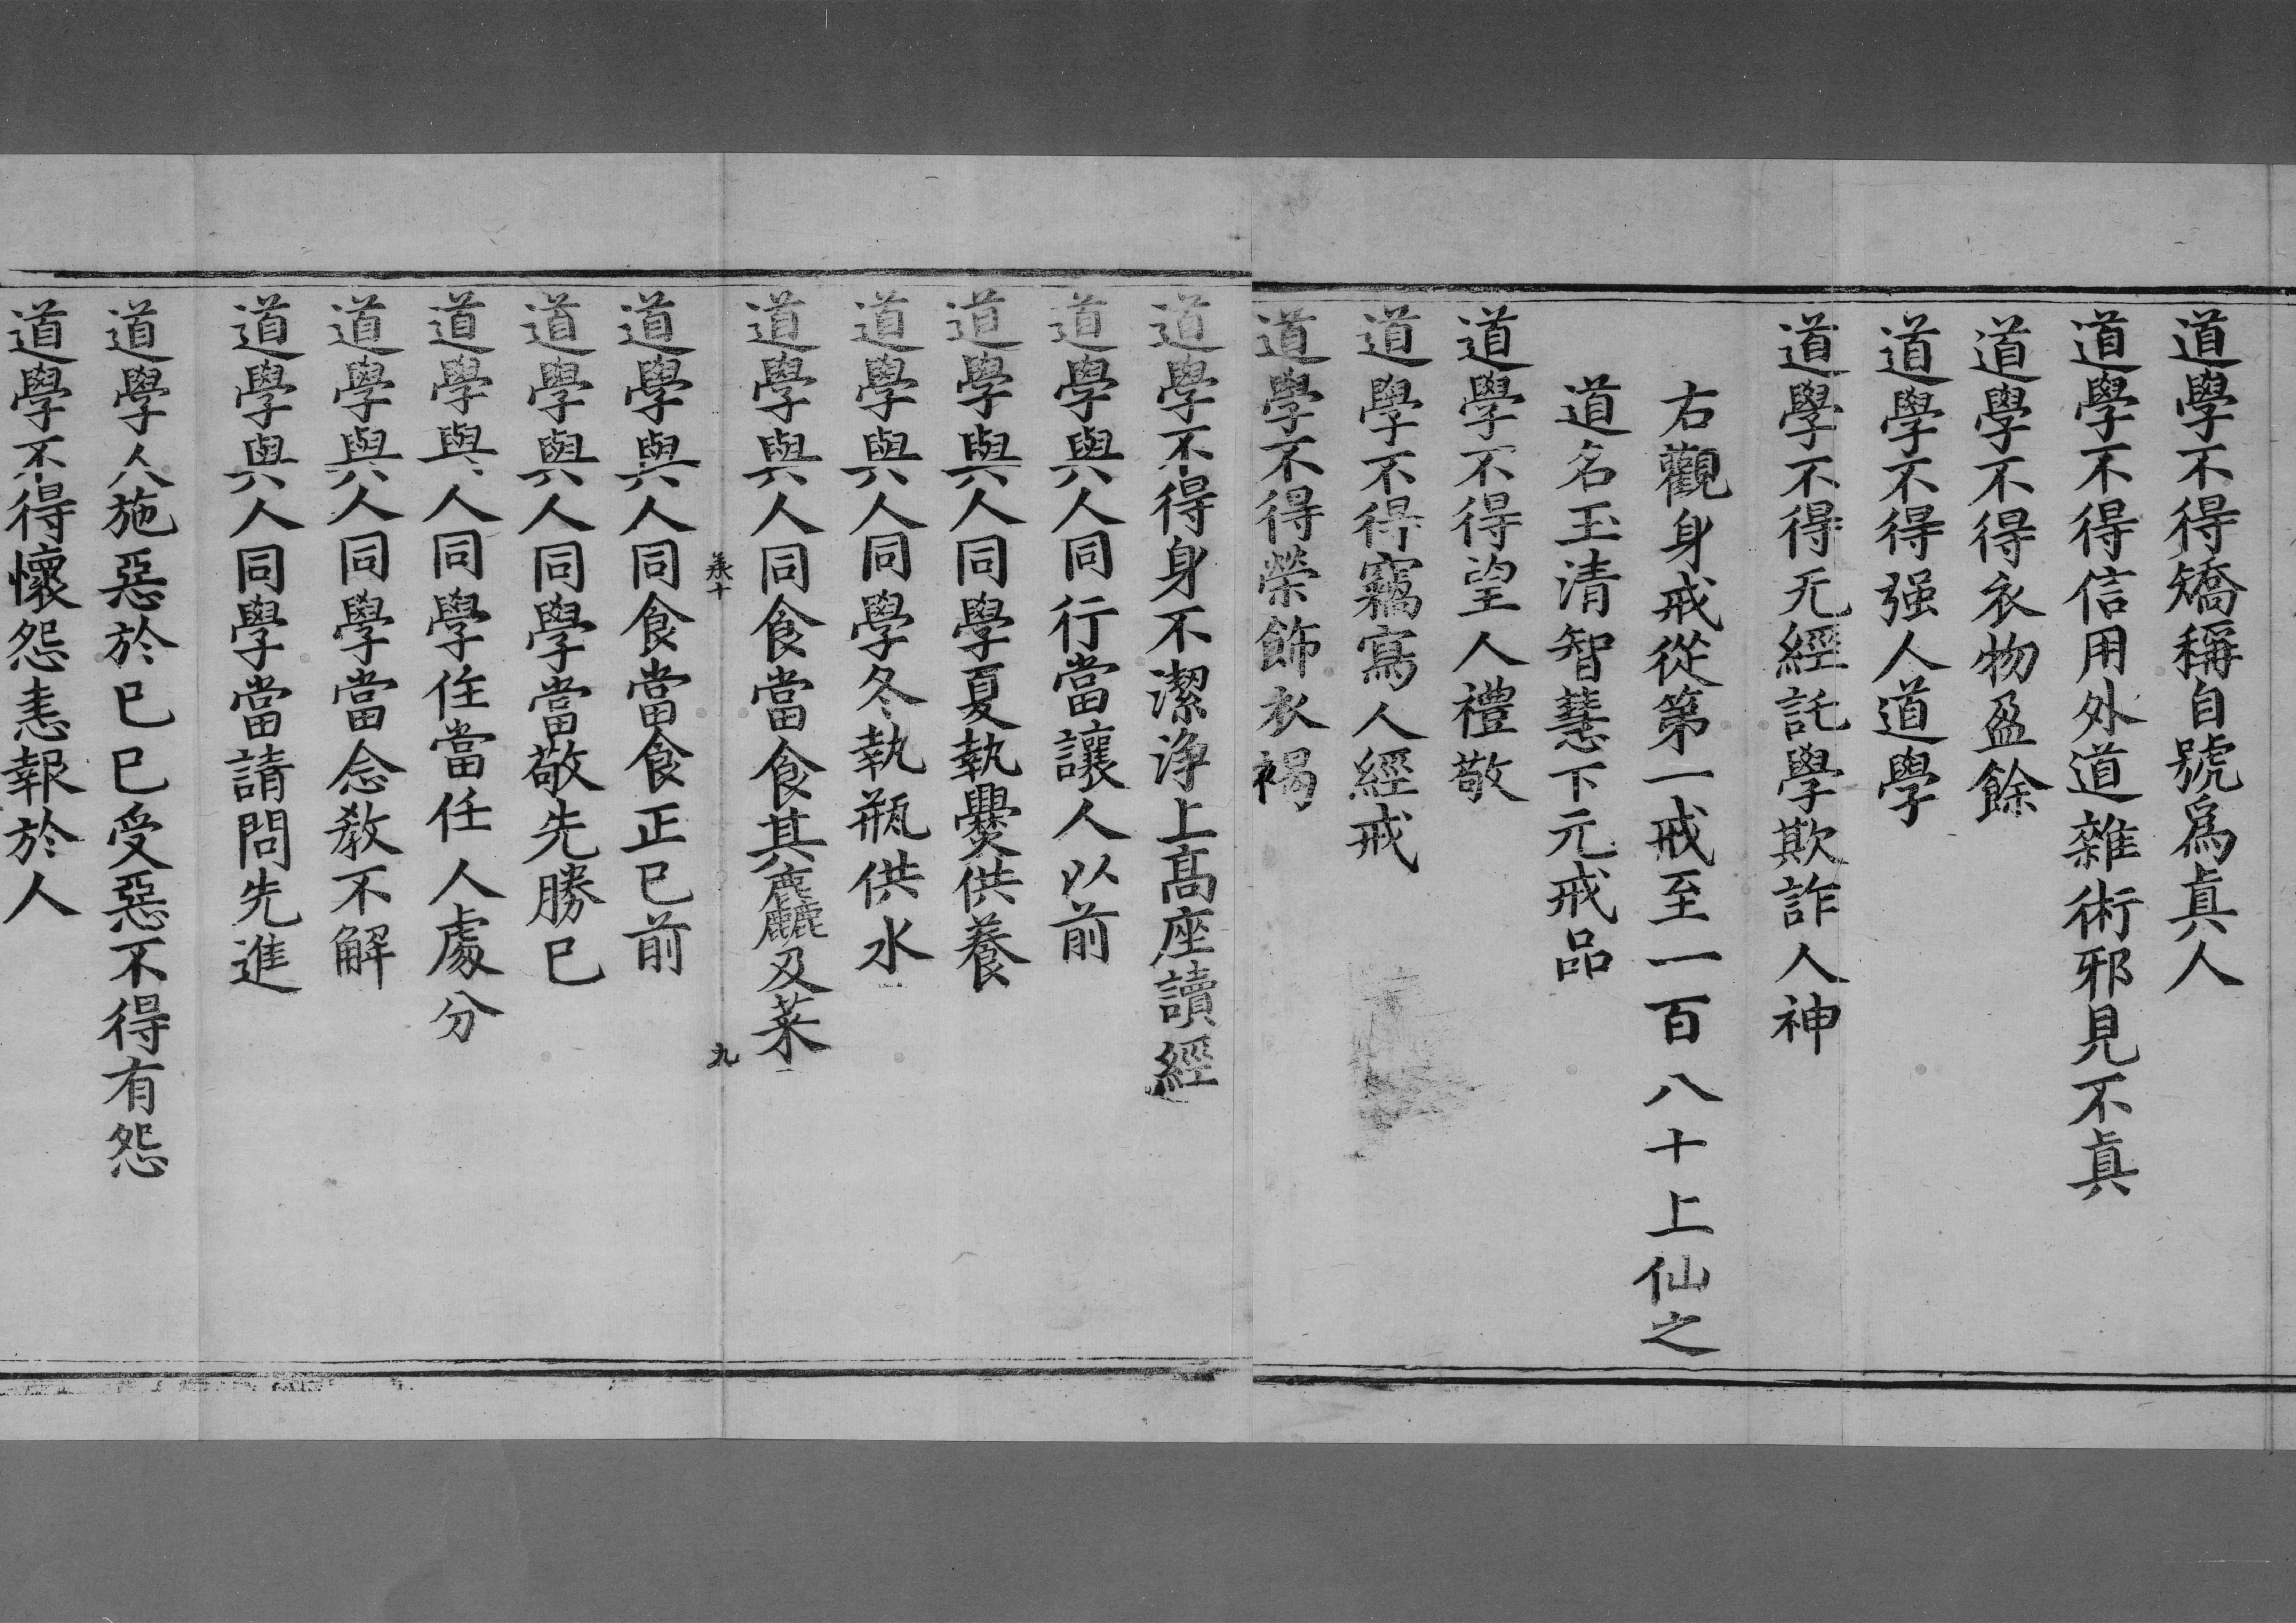 道學不得矯稱自號爲眞人
道學不得信用外道雜術邪見不眞
道學不得衣物盈餘
道學不得强人道學
道學不得无經託學欺詐人神
右觀身戒從第一戒至一百八十上仙之
道名玉清智慧下元戒品
道學不得望人禮敬
道學不得竊寫人經戒
道學不得榮飾衣褐
道學不得身不潔浄上髙座讀經
道學與人同行當讓人以前
道學與人同學夏執爨供養
道學與人同學冬執瓶供水
道學與人同食當食其麤及菜
九
道學與人同食當食正已前
道學與人同學當敬先勝已
道學與人同學住當任人處分
道學與人同學當念教不解
道學與人同學當請問先進
道學人施惡於已已受惡不得有怨
道學不得懷怨恚報於人